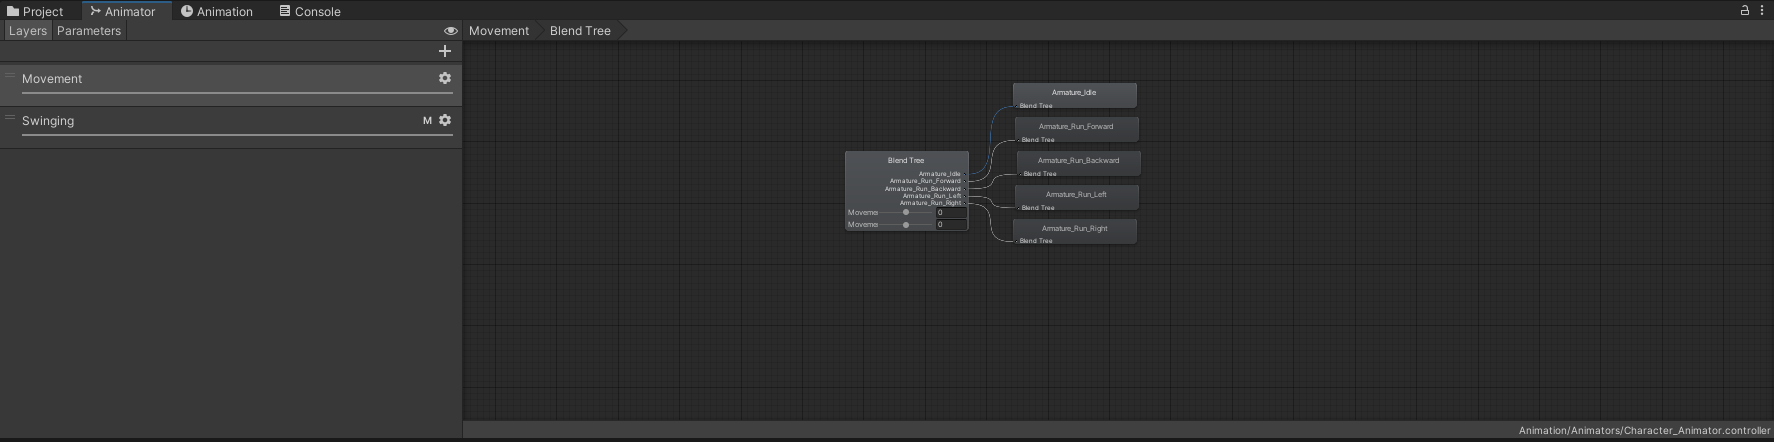 Project Animator Animation Console
Layers Parameters
Movement Blend Tree
Movement
Swinging M
Armature_Idle
Blend Tree
Armature_Run_Forward
Blend Tree
Armature_Run_Backward
Blend Tree
Armature_Run_Left
Blend Tree
Armature_Run_Right
Blend Tree
Blend Tree
Armature_Idle
Armature_Run_Forward
Armature_Run_Backward
Armature_Run_Left
Armature_Run_Right
Moveme 0
Moveme 0
Animation/Animators/Character_Animator.controller